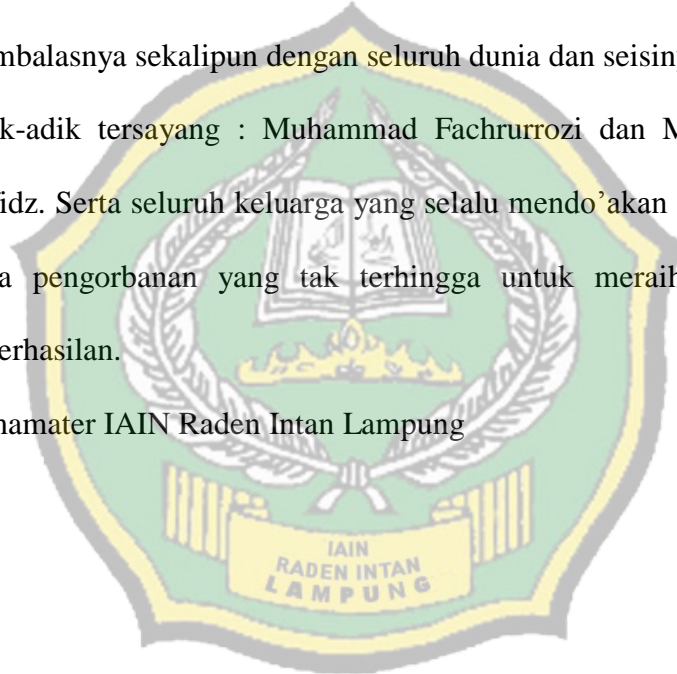 mbalasnya sekalipun dengan seluruh dunia dan seisin
k-adik tersayang : Muhammad Fachrurrozi dan M
idz. Serta seluruh keluarga yang selalu mendo’akan
a pengorbanan yang tak terhingga untuk meraih
erhasilan.
namater IAIN Raden Intan Lampung
IAIN
RADEN INTAN
LAMPUNG